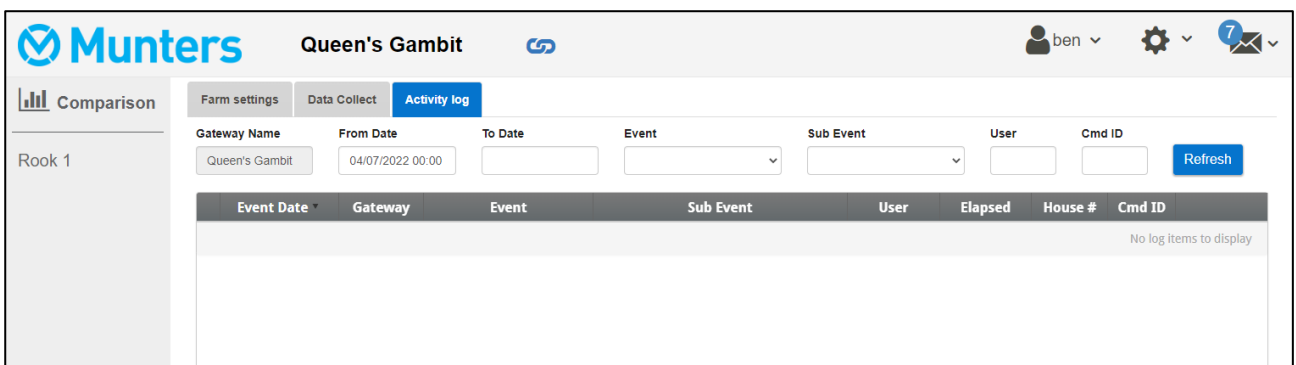 Munters Queen's Gambit ben 7
Comparison Farm settings Data Collect Activity log
Gateway Name From Date To Date Event Sub Event User Cmd ID
Rook 1 Queen's Gambit 04/07/2022 00:00 Refresh
Event Date Gateway Event Sub Event User Elapsed House # Cmd ID
No log items to display